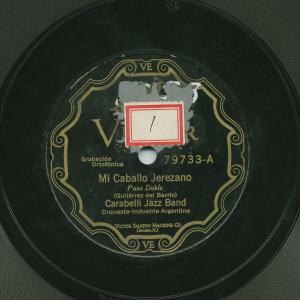 VE
1
Grabación
Ortofónica
79733-A
Mi Caballo Jerezano
Paso Doble
(Gutiérrez del Barrio)
Carabelli Jazz Band
Orquesta-Industria Argentina
VICTOR TALKING MACHINE CO.
Camden, N.J.
VE